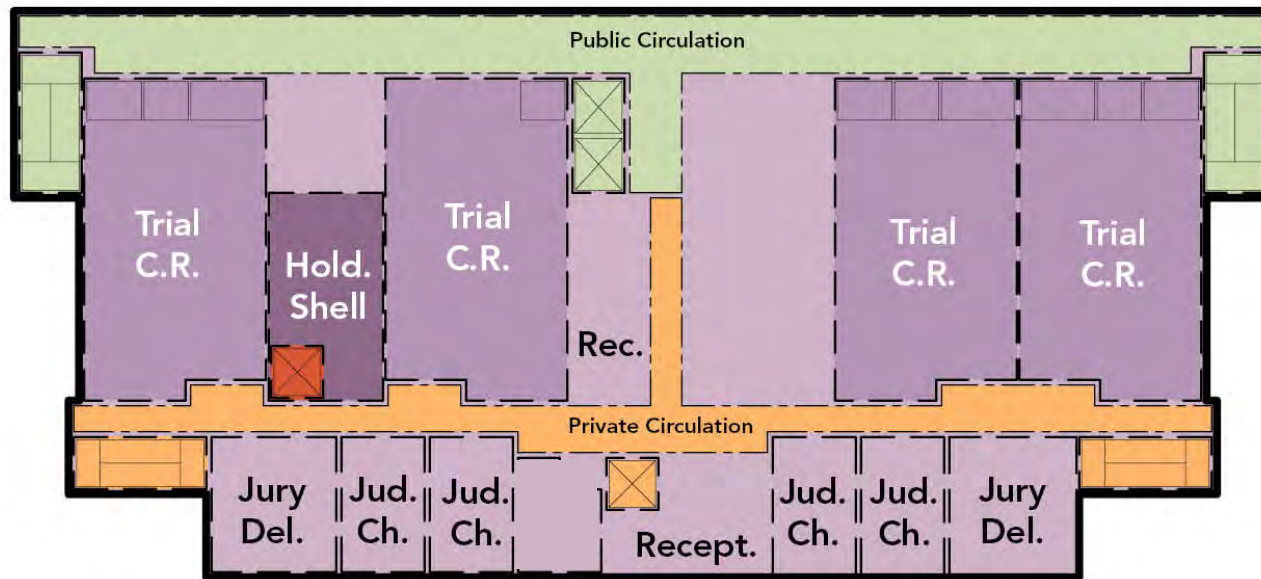 Public Circulation
Trial
C.R.
Hold.
Shell
Trial
C.R.
Rec.
Trial
C.R.
Trial
C.R.
Private Circulation
Jury
Del.
Jud.
Ch.
Jud.
Ch.
Recept.
Jud.
Ch.
Jud.
Ch.
Jury
Del.